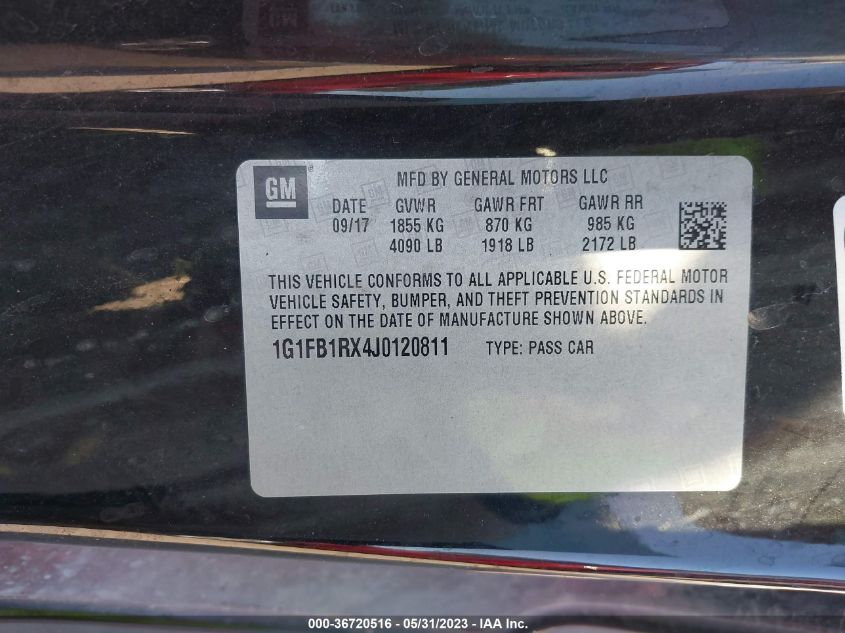 GM
MFD BY GENERAL MOTORS LLC
DATE GVWR GAWR FRT GAWR RR
09/17 1855 KG 870 KG 985 KG
4090 LB 1918 LB 2172 LB
THIS VEHICLE CONFORMS TO ALL APPLICABLE U.S. FEDERAL MOTOR
VEHICLE SAFETY, BUMPER, AND THEFT PREVENTION STANDARDS IN
EFFECT ON THE DATE OF MANUFACTURE SHOWN ABOVE.
1G1FB1RX4J0120811 TYPE: PASS CAR
000-36720516 - 05/31/2023 - IAA Inc.